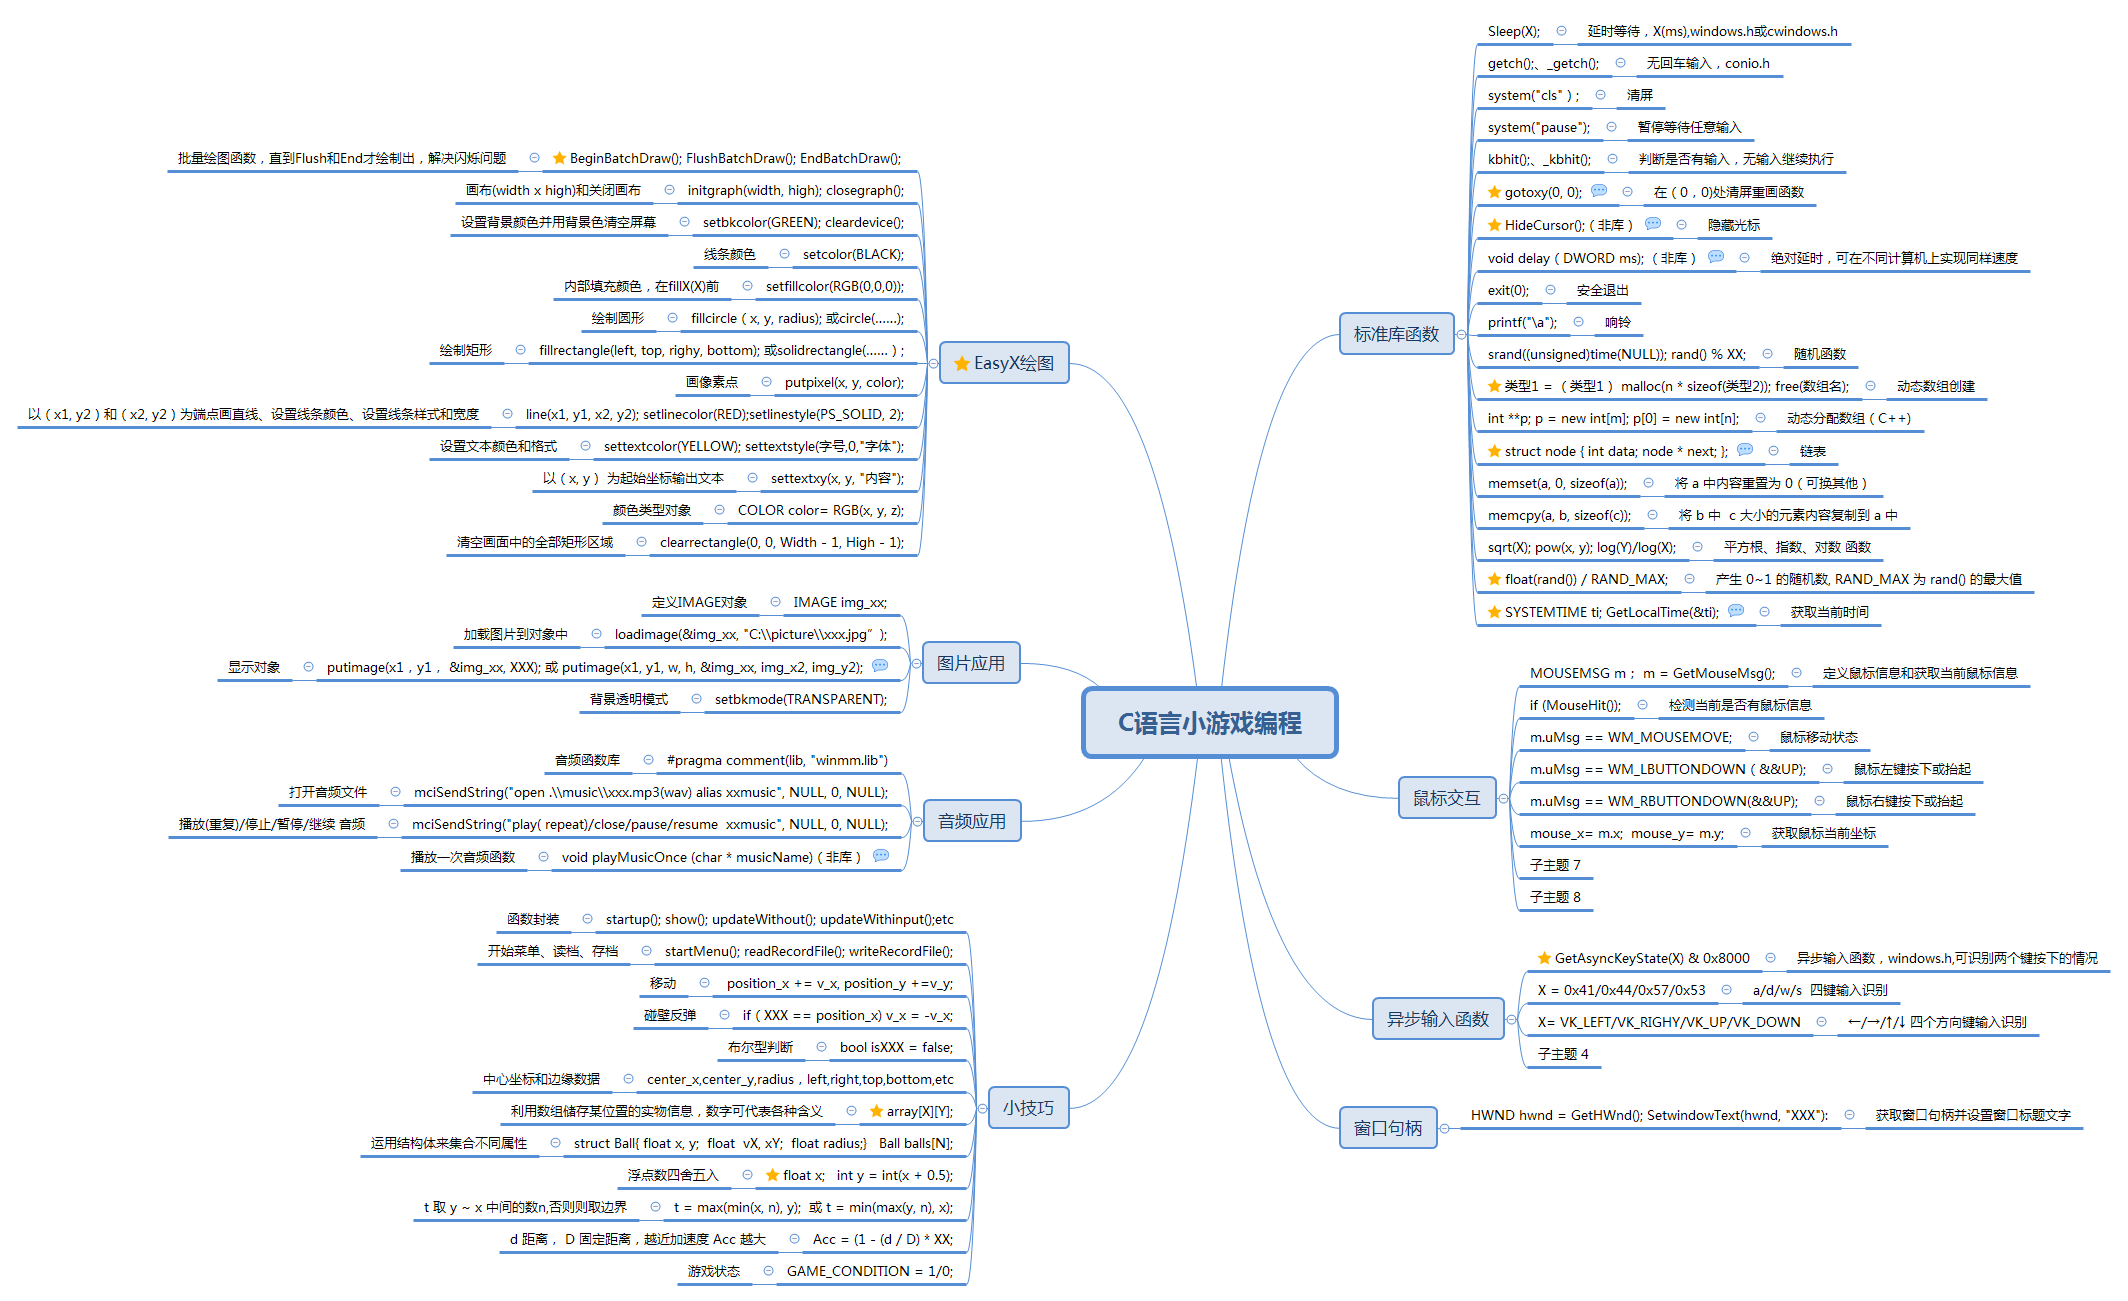 C语言小游戏编程
标准库函数
Sleep(X);
延时等待，X(ms),windows.h或cwindows.h
getch();、_getch();
无回车输入，conio.h
system("cls"）;
清屏
system("pause");
暂停等待任意输入
kbhit();、_kbhit();
判断是否有输入，无输入继续执行
gotoxy(0, 0);
在（0，0)处清屏重画函数
HideCursor();（非库）
隐藏光标
void delay（DWORD ms);（非库）
绝对延时，可在不同计算机上实现同样速度
exit(0);
安全退出
printf("\a");
响铃
srand((unsigned)time(NULL)); rand() % XX;
随机函数
类型1 = （类型1） malloc(n * sizeof(类型2)); free(数组名);
动态数组创建
int **p; p = new int[m]; p[0] = new int[n];
动态分配数组（C++）
struct node { int data; node * next; };
链表
memset(a, 0, sizeof(a));
将 a 中内容重置为 0（可换其他）
memcpy(a, b, sizeof(c));
将 b 中  c 大小的元素内容复制到 a 中
sqrt(X); pow(x, y); log(Y)/log(X);
平方根、指数、对数 函数
float(rand()) / RAND_MAX;
产生 0~1 的随机数, RAND_MAX 为 rand() 的最大值
SYSTEMTIME ti; GetLocalTime(&ti);
获取当前时间
鼠标交互
MOUSEMSG m； m = GetMouseMsg();
定义鼠标信息和获取当前鼠标信息
if (MouseHit());
检测当前是否有鼠标信息
m.uMsg == WM_MOUSEMOVE;
鼠标移动状态
m.uMsg == WM_LBUTTONDOWN（&&UP);
鼠标左键按下或抬起
m.uMsg == WM_RBUTTONDOWN(&&UP);
鼠标右键按下或抬起
mouse_x= m.x;  mouse_y= m.y;
获取鼠标当前坐标
子主题 7
子主题 8
异步输入函数
GetAsyncKeyState(X) & 0x8000
异步输入函数，windows.h,可识别两个键按下的情况
X = 0x41/0x44/0x57/0x53
a/d/w/s  四键输入识别
X= VK_LEFT/VK_RIGHY/VK_UP/VK_DOWN
←/→/↑/↓ 四个方向键输入识别
子主题 4
窗口句柄
HWND hwnd = GetHWnd(); SetwindowText(hwnd, "XXX"):
获取窗口句柄并设置窗口标题文字
EasyX绘图
批量绘图函数，直到Flush和End才绘制出，解决闪烁问题
BeginBatchDraw(); FlushBatchDraw(); EndBatchDraw();
画布(width x high)和关闭画布
initgraph(width, high); closegraph();
设置背景颜色并用背景色清空屏幕
setbkcolor(GREEN); cleardevice();
线条颜色
setcolor(BLACK);
内部填充颜色，在fillX(X)前
setfillcolor(RGB(0,0,0));
绘制圆形
fillcircle（x, y, radius); 或circle(......);
绘制矩形
fillrectangle(left, top, righy, bottom); 或solidrectangle(......）;
画像素点
putpixel(x, y, color);
以（x1, y2）和（x2, y2）为端点画直线、设置线条颜色、设置线条样式和宽度
line(x1, y1, x2, y2); setlinecolor(RED);setlinestyle(PS_SOLID, 2);
设置文本颜色和格式
settextcolor(YELLOW); settextstyle(字号,0,"字体");
以（x, y） 为起始坐标输出文本
settextxy(x, y, "内容");
颜色类型对象
COLOR color= RGB(x, y, z);
清空画面中的全部矩形区域
clearrectangle(0, 0, Width - 1, High - 1);
图片应用
定义IMAGE对象
IMAGE img_xx;
加载图片到对象中
loadimage(&img_xx, "C:\\picture\\xxx.jpg”);
显示对象
putimage(x1，y1， &img_xx, XXX); 或 putimage(x1, y1, w, h, &img_xx, img_x2, img_y2);
背景透明模式
setbkmode(TRANSPARENT);
音频应用
音频函数库
#pragma comment(lib, "winmm.lib")
打开音频文件
mciSendString("open .\\music\\xxx.mp3(wav) alias xxmusic", NULL, 0, NULL);
播放(重复)/停止/暂停/继续 音频
mciSendString("play( repeat)/close/pause/resume  xxmusic", NULL, 0, NULL);
播放一次音频函数
void playMusicOnce (char * musicName)（非库）
小技巧
函数封装
startup(); show(); updateWithout(); updateWithinput();etc
开始菜单、读档、存档
startMenu(); readRecordFile(); writeRecordFile();
移动
position_x += v_x, position_y +=v_y;
碰壁反弹
if（XXX == position_x) v_x = -v_x;
布尔型判断
bool isXXX = false;
中心坐标和边缘数据
center_x,center_y,radius，left,right,top,bottom,etc
利用数组储存某位置的实物信息，数字可代表各种含义
array[X][Y];
运用结构体来集合不同属性
struct Ball{ float x, y;  float  vX, xY;  float radius;}   Ball balls[N];
浮点数四舍五入
float x;   int y = int(x + 0.5);
t 取 y ~ x 中间的数n,否则则取边界
t = max(min(x, n), y);  或 t = min(max(y, n), x);
d 距离， D 固定距离，越近加速度 Acc 越大
Acc = (1 - (d / D) * XX;
游戏状态
GAME_CONDITION = 1/0;